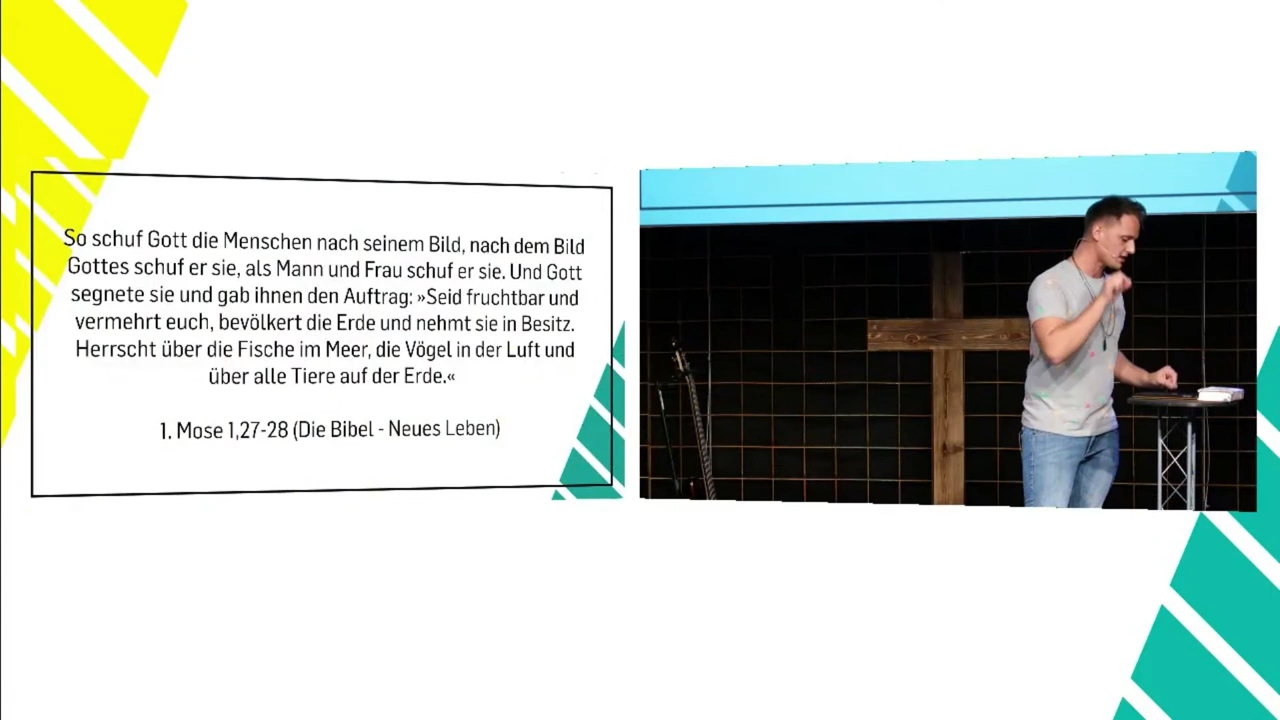 So schuf Gott die Menschen nach seinem Bild, nach dem Bild
Gottes schuf er sie, als Mann und Frau schuf er sie. Und Gott
segnete sie und gab ihnen den Auftrag: »Seid fruchtbar und
vermehrt euch, bevölkert die Erde und nehmt sie in Besitz.
Herrscht über die Fische im Meer, die Vögel in der Luft und
über alle Tiere auf der Erde.«
1. Mose 1,27-28 (Die Bibel - Neues Leben)